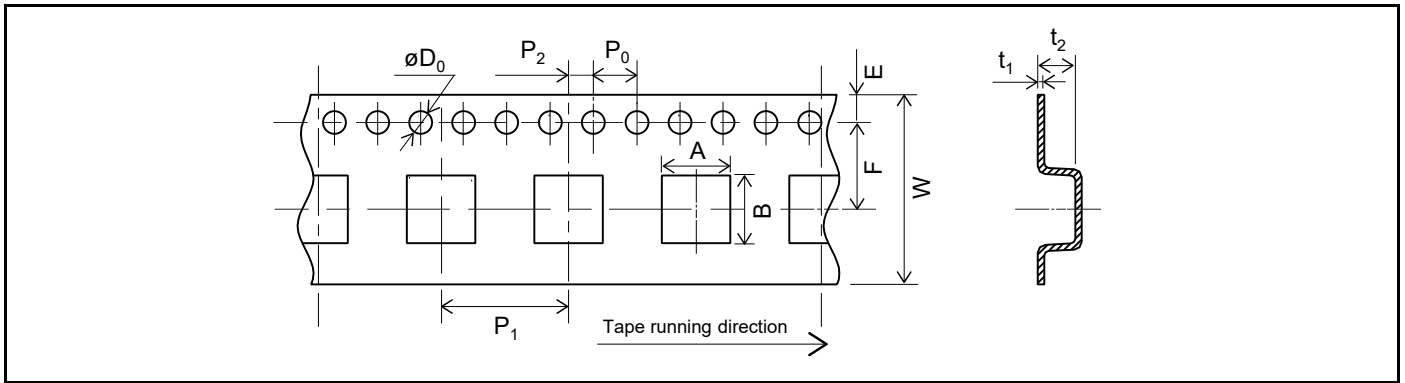 øD₀
P₂
P₀
E
t₁
t₂
A
B
F
W
P₁
Tape running direction